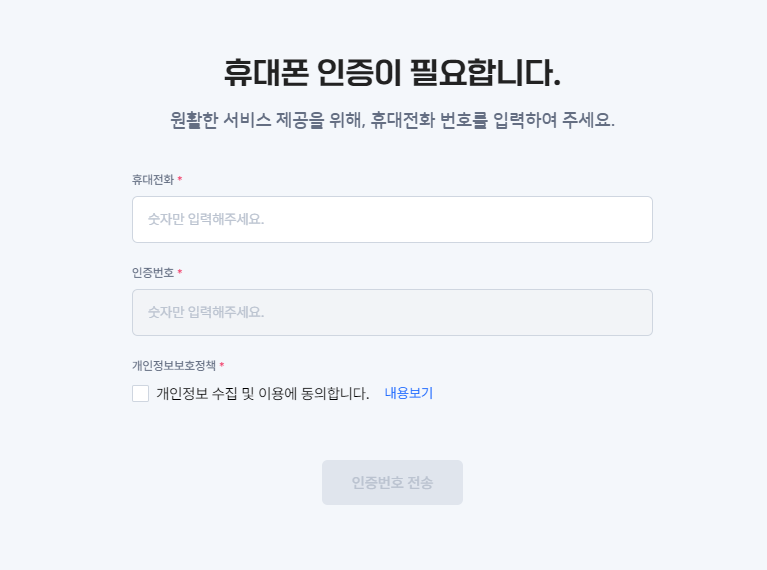 휴대폰 인증이 필요합니다.
원활한 서비스 제공을 위해, 휴대전화 번호를 입력하여 주세요.
휴대전화 *
숫자만 입력해주세요.
인증번호 *
숫자만 입력해주세요.
개인정보보호정책 *
개인정보 수집 및 이용에 동의합니다. 내용보기
인증번호 전송